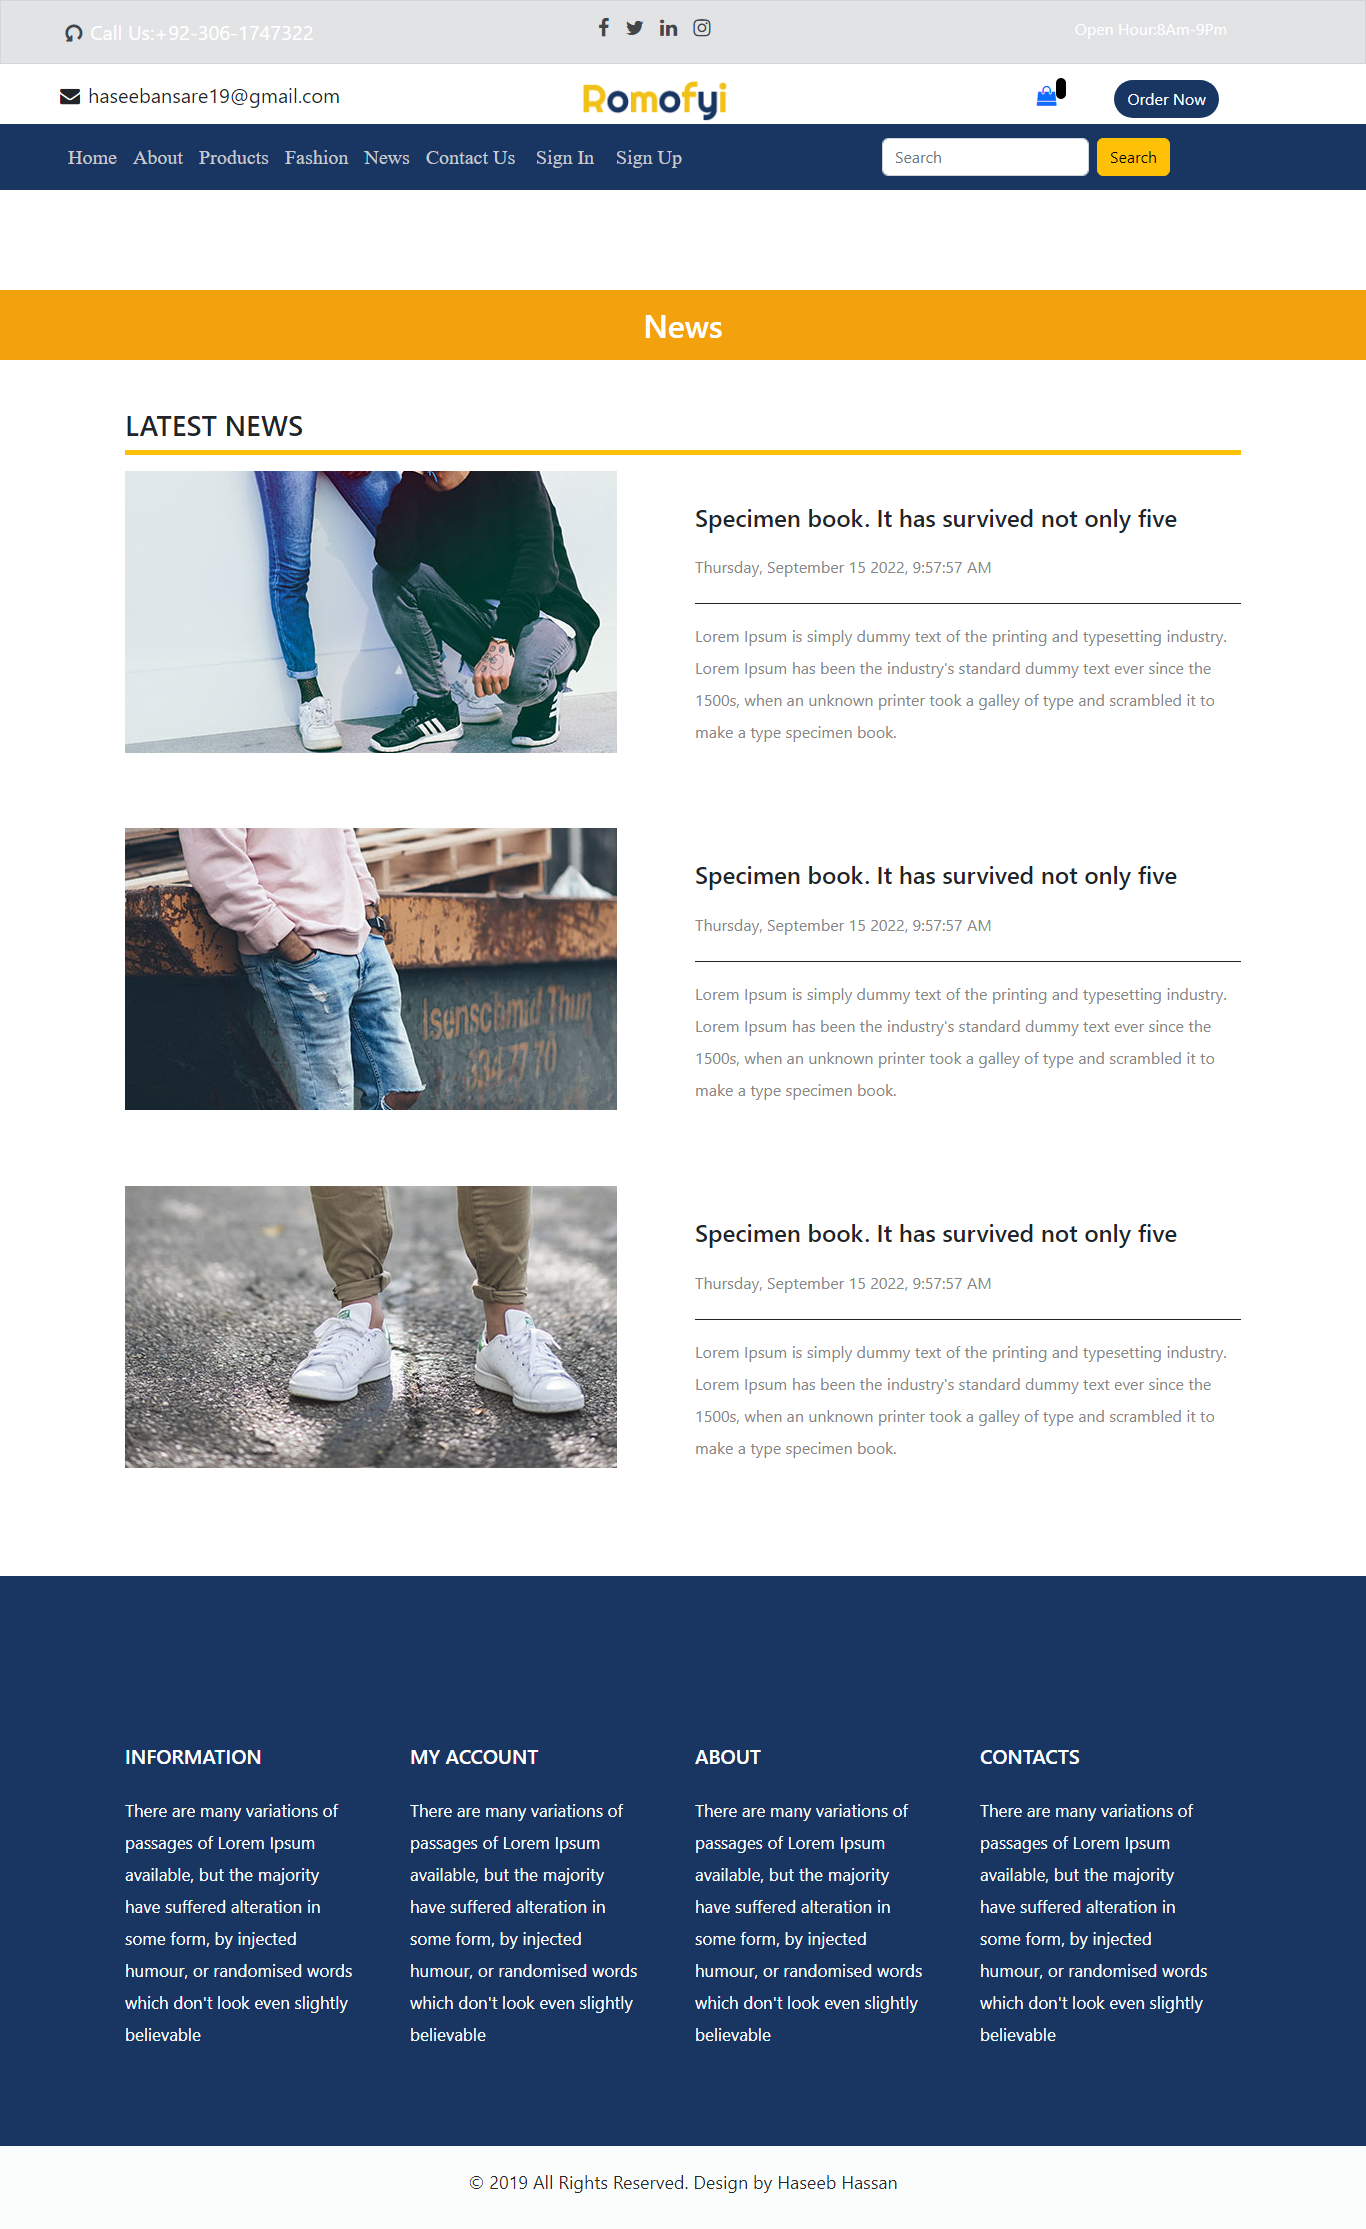 Call Us:+92-306-1747322
Open Hour:8Am-9Pm
haseebansare19@gmail.com
Romofyi
Order Now
Home About Products Fashion News Contact Us Sign In Sign Up
Search
Search
News
LATEST NEWS
Specimen book. It has survived not only five
Thursday, September 15 2022, 9:57:57 AM
Lorem Ipsum is simply dummy text of the printing and typesetting industry.
Lorem Ipsum has been the industry's standard dummy text ever since the
1500s, when an unknown printer took a galley of type and scrambled it to
make a type specimen book.
Isenschmid Thun
334 77 70
Specimen book. It has survived not only five
Thursday, September 15 2022, 9:57:57 AM
Lorem Ipsum is simply dummy text of the printing and typesetting industry.
Lorem Ipsum has been the industry's standard dummy text ever since the
1500s, when an unknown printer took a galley of type and scrambled it to
make a type specimen book.
Specimen book. It has survived not only five
Thursday, September 15 2022, 9:57:57 AM
Lorem Ipsum is simply dummy text of the printing and typesetting industry.
Lorem Ipsum has been the industry's standard dummy text ever since the
1500s, when an unknown printer took a galley of type and scrambled it to
make a type specimen book.
INFORMATION
There are many variations of
passages of Lorem Ipsum
available, but the majority
have suffered alteration in
some form, by injected
humour, or randomised words
which don't look even slightly
believable
MY ACCOUNT
There are many variations of
passages of Lorem Ipsum
available, but the majority
have suffered alteration in
some form, by injected
humour, or randomised words
which don't look even slightly
believable
ABOUT
There are many variations of
passages of Lorem Ipsum
available, but the majority
have suffered alteration in
some form, by injected
humour, or randomised words
which don't look even slightly
believable
CONTACTS
There are many variations of
passages of Lorem Ipsum
available, but the majority
have suffered alteration in
some form, by injected
humour, or randomised words
which don't look even slightly
believable
© 2019 All Rights Reserved. Design by Haseeb Hassan